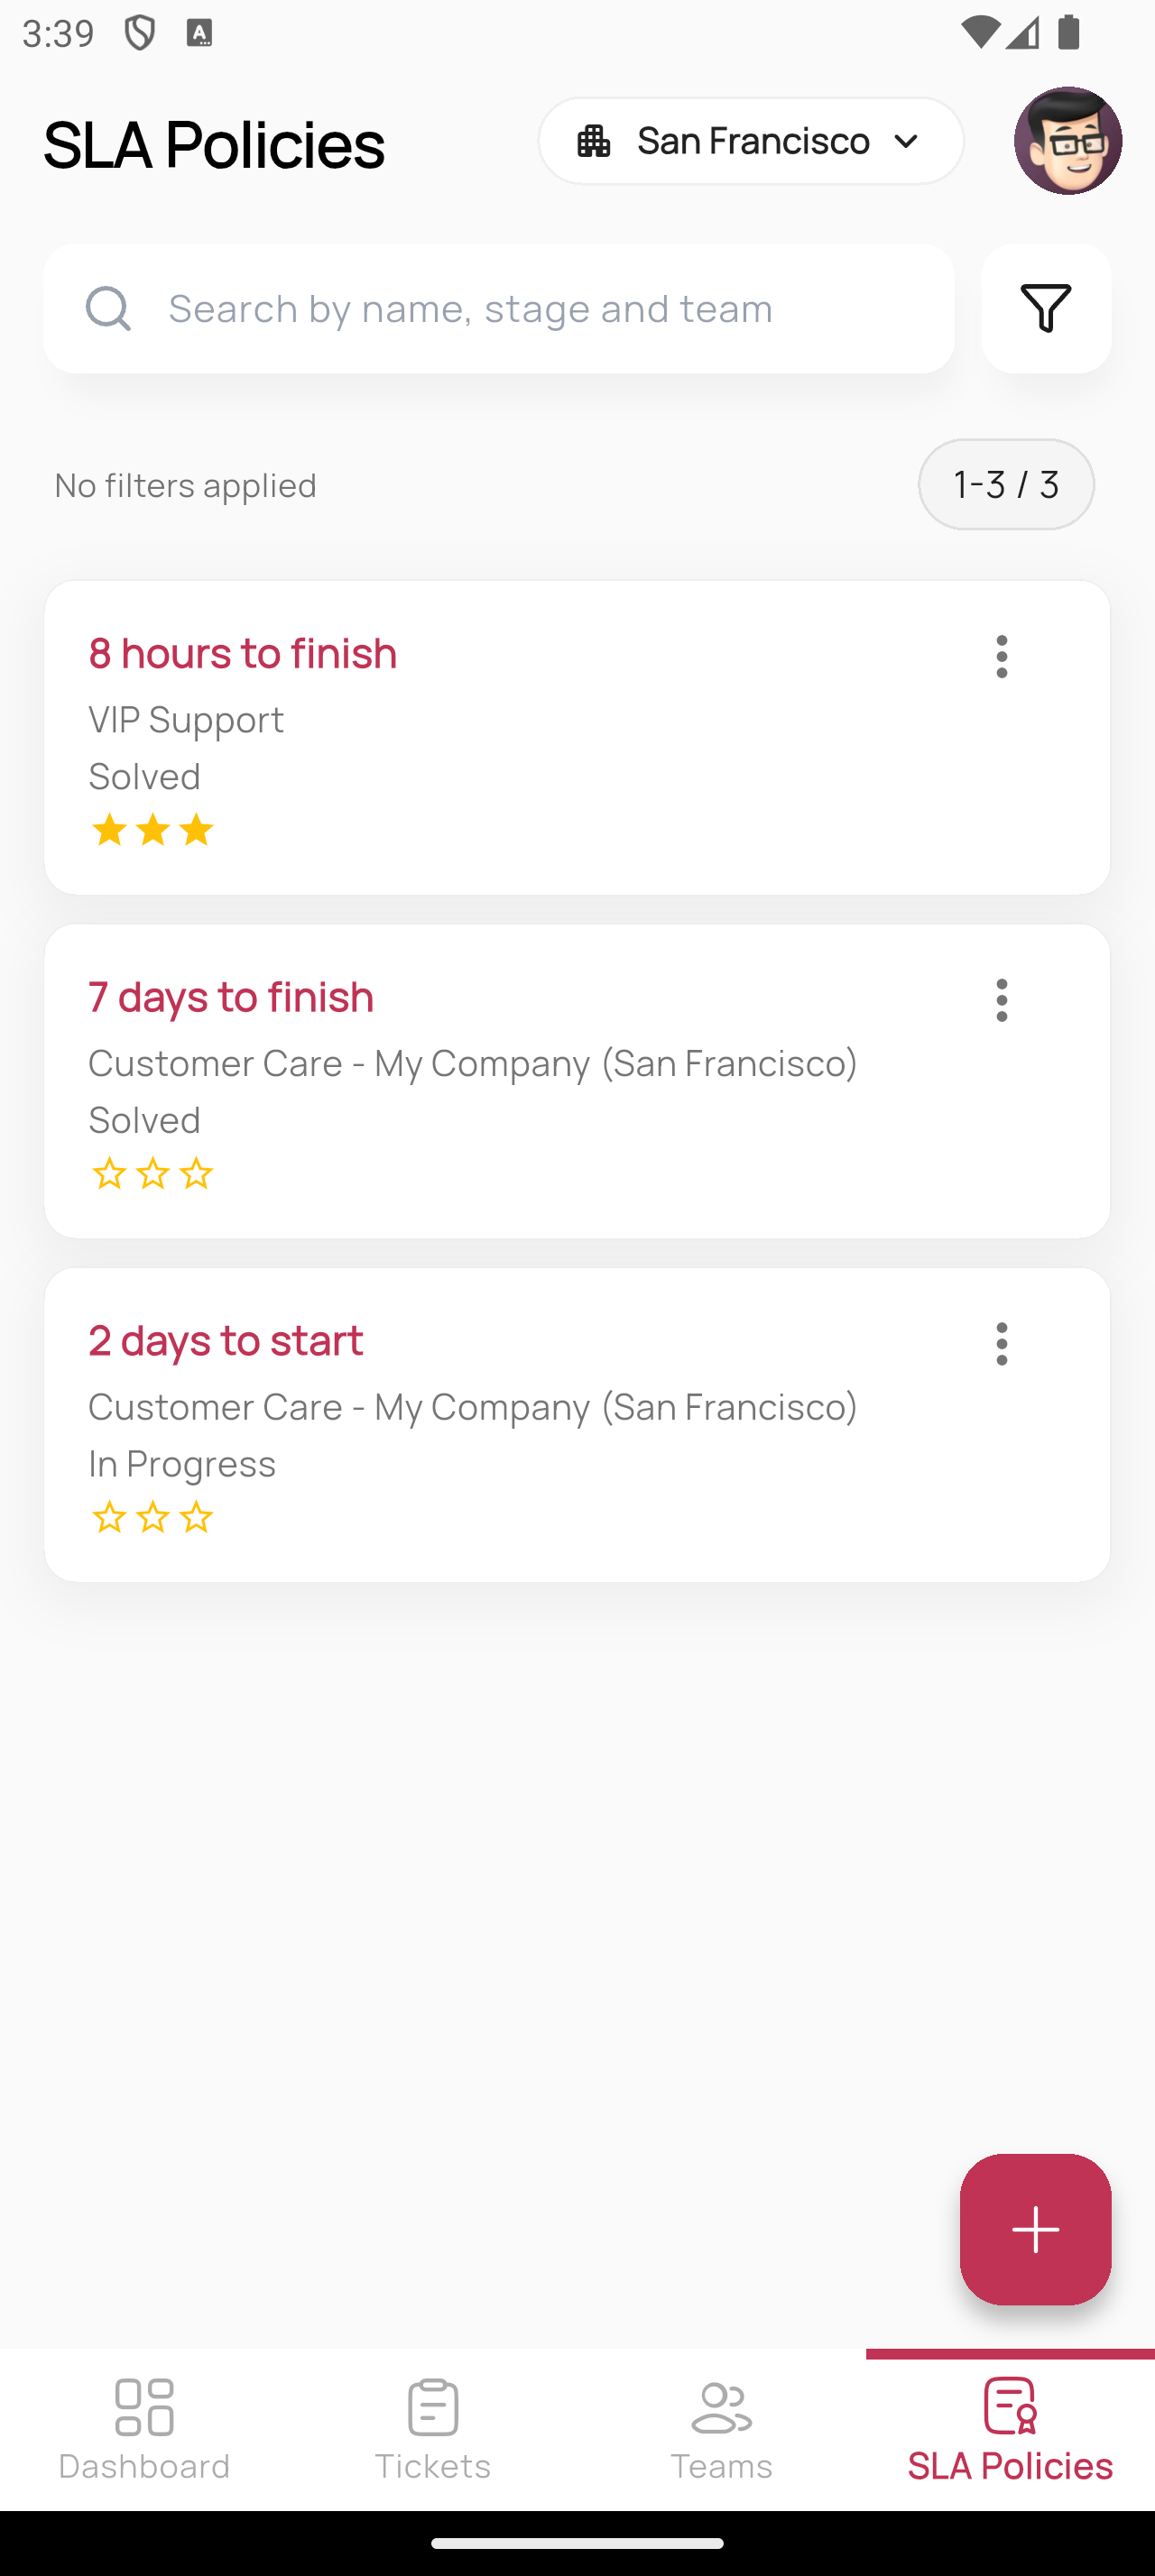 3:39
SLA Policies
San Francisco
Search by name, stage and team
No filters applied
1-3 / 3
8 hours to finish
VIP Support
Solved
7 days to finish
Customer Care - My Company (San Francisco)
Solved
2 days to start
Customer Care - My Company (San Francisco)
In Progress
Dashboard
Tickets
Teams
SLA Policies